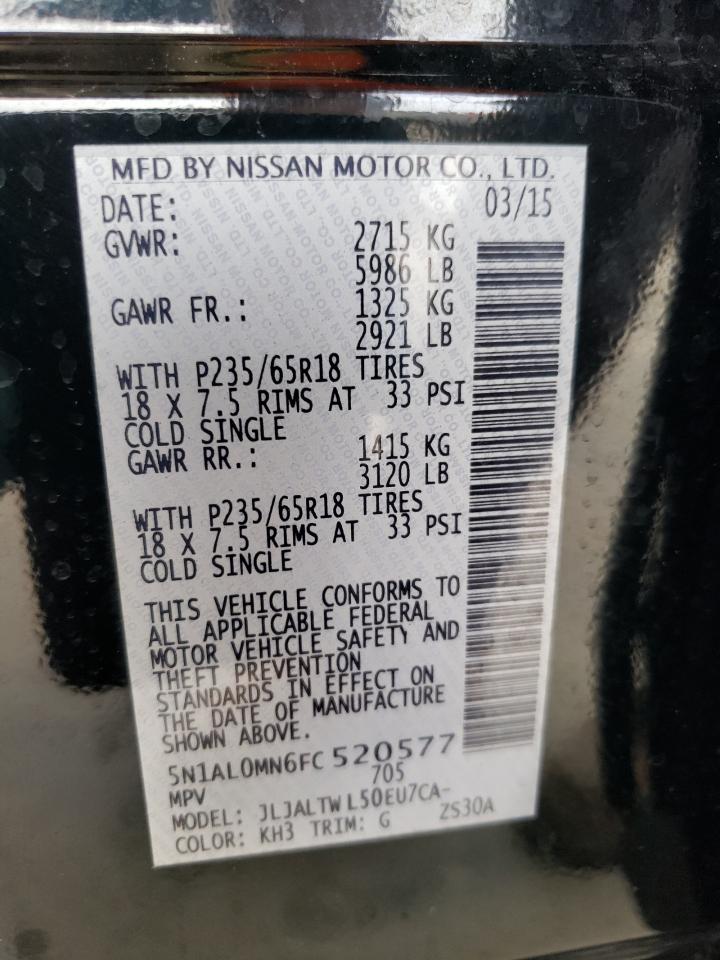 MFD BY NISSAN MOTOR CO., LTD.
DATE: 03/15
GVWR: 2715 KG
5986 LB
GAWR FR.: 1325 KG
2921 LB
WITH P235/65R18 TIRES
18 X 7.5 RIMS AT 33 PSI
COLD SINGLE
GAWR RR.: 1415 KG
3120 LB
WITH P235/65R18 TIRES
18 X 7.5 RIMS AT 33 PSI
COLD SINGLE
THIS VEHICLE CONFORMS TO
ALL APPLICABLE FEDERAL
MOTOR VEHICLE SAFETY AND
THEFT PREVENTION
STANDARDS IN EFFECT ON
THE DATE OF MANUFACTURE
SHOWN ABOVE.
5N1AL0MN6FC 520577
MPV 705
MODEL: JLJALTWL50EU7CA-
COLOR: KH3 TRIM: G ZS30A